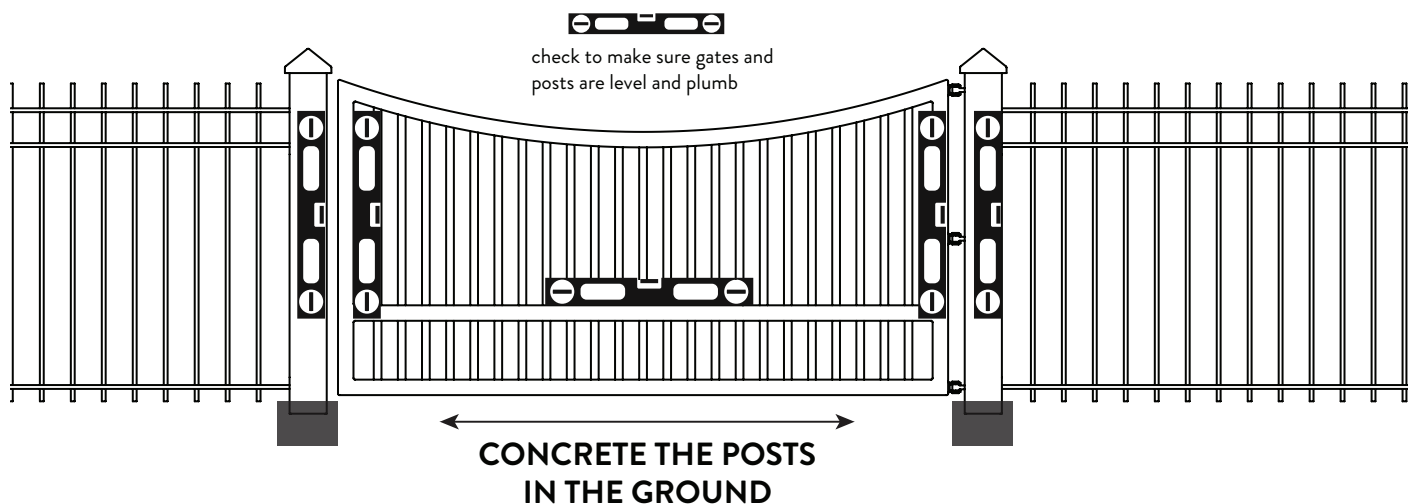 check to make sure gates and
posts are level and plumb
CONCRETE THE POSTS
IN THE GROUND